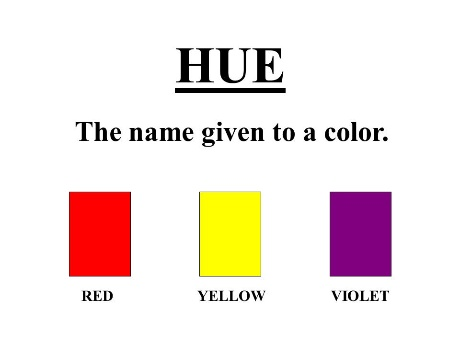 HUE
The name given to a color.
RED YELLOW VIOLET